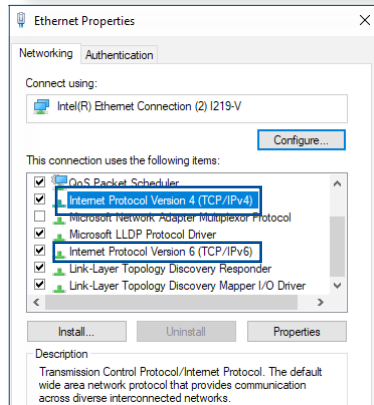 Ethernet Properties
Networking
Authentication
Connect using:
Intel(R) Ethernet Connection (2) I219-V
Configure...
This connection uses the following items:
QoS Packet Scheduler
Internet Protocol Version 4 (TCP/IPv4)
Microsoft Network Adapter Multiplexor Protocol
Microsoft LLDP Protocol Driver
Internet Protocol Version 6 (TCP/IPv6)
Link-Layer Topology Discovery Responder
Link-Layer Topology Discovery Mapper I/O Driver
Install...
Uninstall
Properties
Description
Transmission Control Protocol/Internet Protocol. The default
wide area network protocol that provides communication
across diverse interconnected networks.